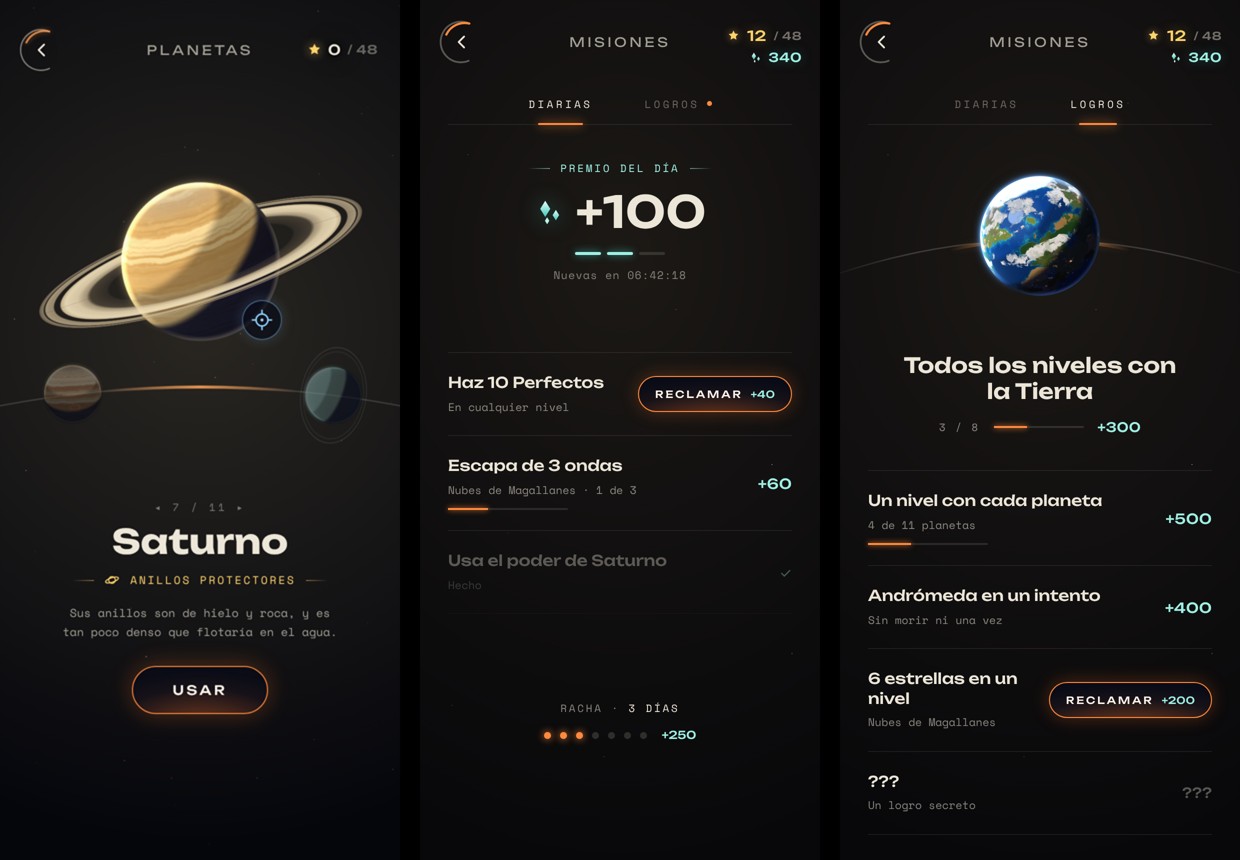 PLANETAS
0 / 48
◂ 7 / 11 ▸
Saturno
ANILLOS PROTECTORES
Sus anillos son de hielo y roca, y es
tan poco denso que flotaría en el agua.
USAR
MISIONES
12 / 48
340
DIARIAS
LOGROS
PREMIO DEL DÍA
+100
Nuevas en 06:42:18
Haz 10 Perfectos
En cualquier nivel
RECLAMAR +40
Escapa de 3 ondas
Nubes de Magallanes · 1 de 3
+60
Usa el poder de Saturno
Hecho
RACHA · 3 DÍAS
+250
MISIONES
12 / 48
340
DIARIAS
LOGROS
Todos los niveles con
la Tierra
3 / 8
+300
Un nivel con cada planeta
4 de 11 planetas
+500
Andrómeda en un intento
Sin morir ni una vez
+400
6 estrellas en un
nivel
Nubes de Magallanes
RECLAMAR +200
???
Un logro secreto
???